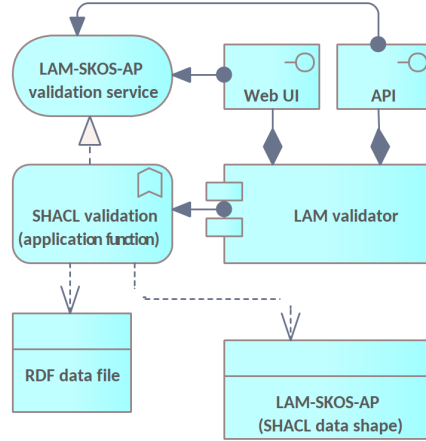 LAM-SKOS-AP
validation service
Web UI
API
SHACL validation
(application function)
LAM validator
RDF data file
LAM-SKOS-AP
(SHACL data shape)